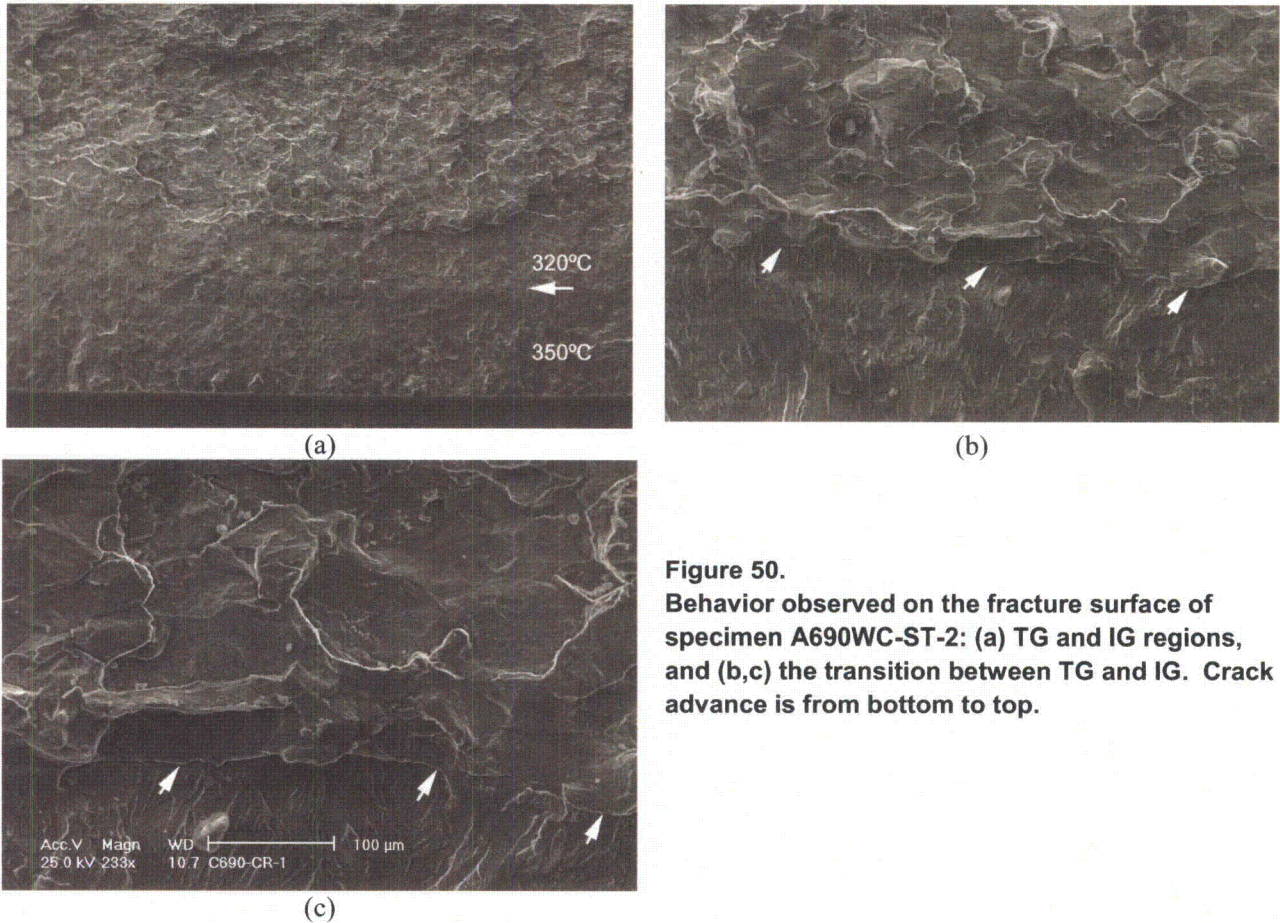 320ºC
350ºC
(a)
(b)
Acc.V Magn WD 100 µm
25.0 kV 233x 10.7 C690-CR-1
(c)
Figure 50.
Behavior observed on the fracture surface of
specimen A690WC-ST-2: (a) TG and IG regions,
and (b,c) the transition between TG and IG. Crack
advance is from bottom to top.